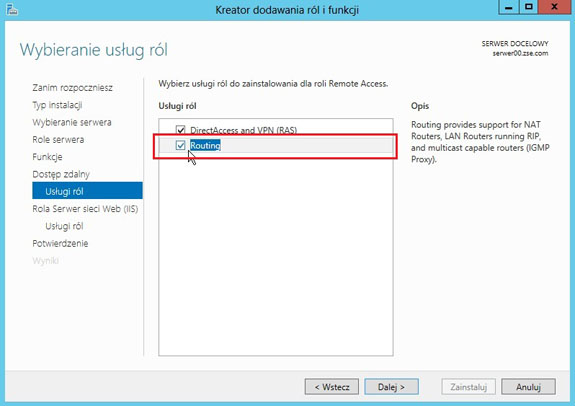 Kreator dodawania ról i funkcji
Wybieranie usług ról
SERWER DOCELOWY
serwer00.zse.com
Zanim rozpoczniesz
Typ instalacji
Wybieranie serwera
Role serwera
Funkcje
Dostęp zdalny
Usługi ról
Rola Serwer sieci Web (IIS)
Usługi ról
Potwierdzenie
Wyniki
Wybierz usługi ról do zainstalowania dla roli Remote Access.
Usługi ról
DirectAccess and VPN (RAS)
Routing
Opis
Routing provides support for NAT
Routers, LAN Routers running RIP,
and multicast capable routers (IGMP
Proxy).
< Wstecz
Dalej >
Zainstaluj
Anuluj